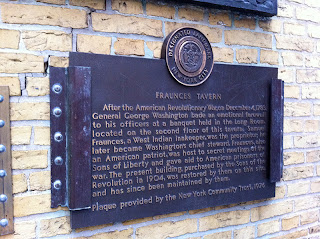 NEW YORK CITY
FRAUNCES TAVERN
After the American Revolutionary War on December 4, 1783,
General George Washington bade an emotional farewell
to his officers at a banquet held in the Long Room
located on the second floor of this tavern. Samuel
Fraunces, a West Indian innkeeper, was the proprietor; he
later became Washington's chief steward. Fraunces, also
an American patriot, was host to secret meetings of the
Sons of Liberty and gave aid to American prisoners of
war. The present building, purchased by the Sons of the
Revolution in 1904, was restored by them on this site
and has since been maintained by them.
Plaque provided by the New York Community Trust, 1976